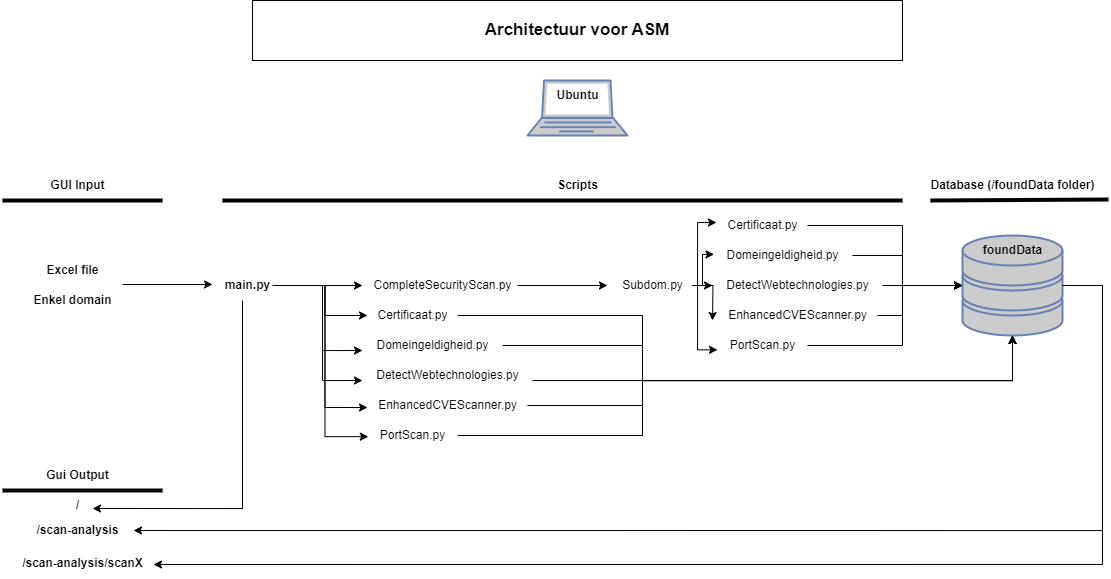 Architectuur voor ASM
Ubuntu
GUI Input
Scripts
Database (/foundData folder)
Excel file
Enkel domain
main.py
CompleteSecurityScan.py
Certificaat.py
Domeingeldigheid.py
DetectWebtechnologies.py
EnhancedCVEScanner.py
PortScan.py
Subdom.py
Certificaat.py
Domeingeldigheid.py
DetectWebtechnologies.py
EnhancedCVEScanner.py
PortScan.py
foundData
Gui Output
/
/scan-analysis
/scan-analysis/scanX